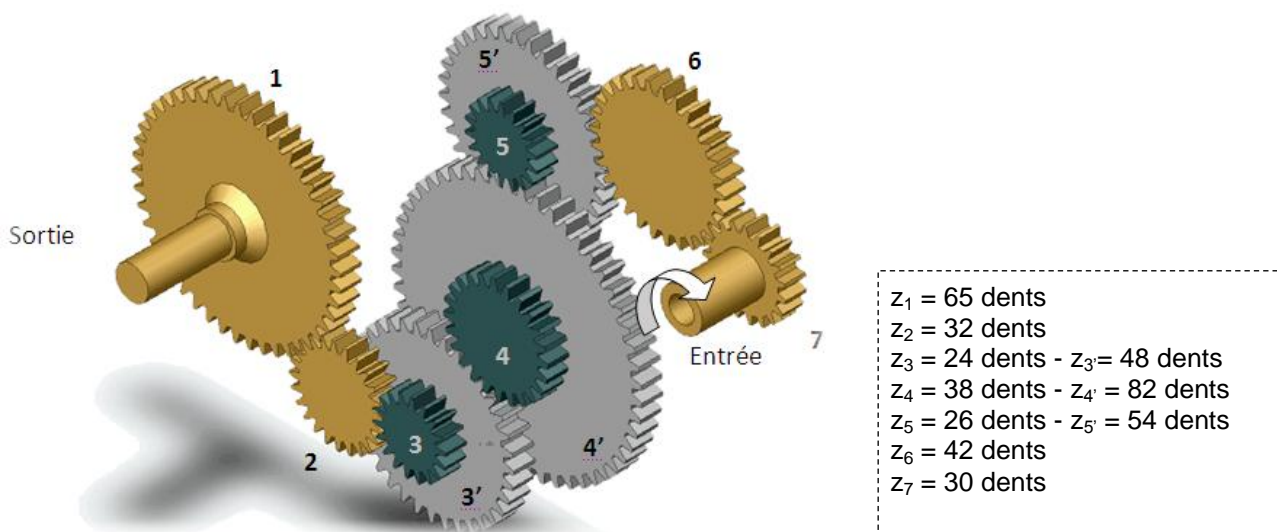 5’
6
1
5
Sortie
4
Entrée
7
3
4’
2
3’
z1 = 65 dents
z2 = 32 dents
z3 = 24 dents - z3’= 48 dents
z4 = 38 dents - z4’ = 82 dents
z5 = 26 dents - z5’ = 54 dents
z6 = 42 dents
z7 = 30 dents